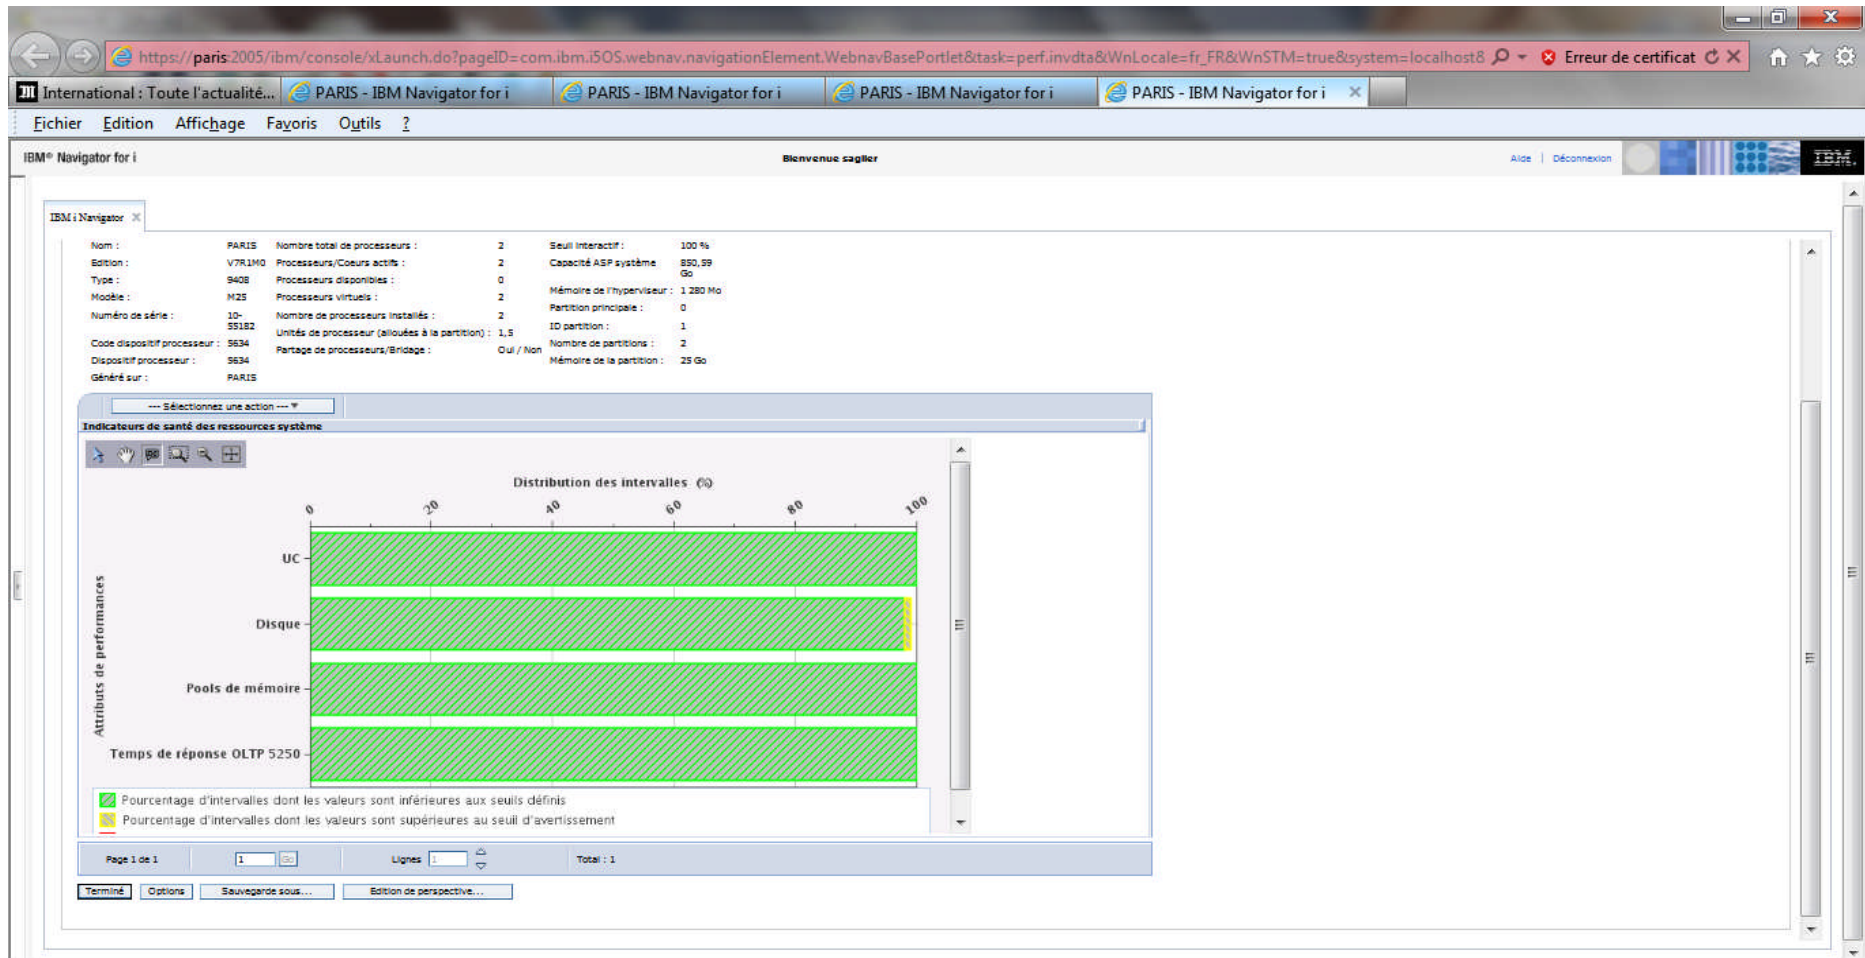 https://paris:2005/ibm/console/xLaunch.do?pageID=com.ibm.i5OS.webnav.navigationElement.WebnavBasePortlet&task=perf.invdta&WnLocale=fr_FR&WnSTM=true&system=localhost8 Erreur de certificat
International : Toute l'actualité... PARIS - IBM Navigator for i PARIS - IBM Navigator for i PARIS - IBM Navigator for i PARIS - IBM Navigator for i
Fichier Edition Affichage Favoris Outils ?
IBM® Navigator for i Bienvenue saglier Aide | Déconnexion IBM.
IBM i Navigator
Nom : PARIS Nombre total de processeurs : 2 Seuil interactif : 100 %
Edition : V7R1M0 Processeurs/Coeurs actifs : 2 Capacité ASP système 850,59 Go
Type : 9408 Processeurs disponibles : 0
Modèle : M25 Processeurs virtuels : 2 Mémoire de l'hyperviseur : 1 280 Mo
Numéro de série : 10-55182 Nombre de processeurs installés : 2 Partition principale : 0
Unités de processeur (allouées à la partition) : 1,5 ID partition : 1
Code dispositif processeur : 5634 Partage de processeurs/Bridage : Oui / Non Nombre de partitions : 2
Dispositif processeur : 5634 Mémoire de la partition : 25 Go
Généré sur : PARIS
--- Sélectionnez une action ---
Indicateurs de santé des ressources système
Distribution des intervalles (%)
0 20 40 60 80 100
Attributs de performances
UC
Disque
Pools de mémoire
Temps de réponse OLTP 5250
Pourcentage d'intervalles dont les valeurs sont inférieures aux seuils définis
Pourcentage d'intervalles dont les valeurs sont supérieures au seuil d'avertissement
Page 1 de 1 1 Go Lignes 1 Total : 1
Terminé Options Sauvegarde sous... Edition de perspective...